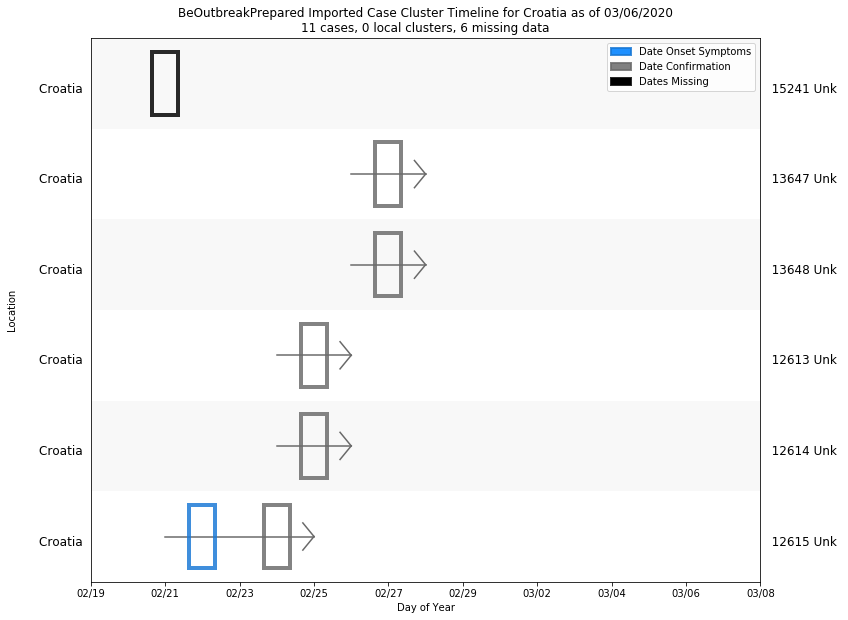 BeOutbreakPrepared Imported Case Cluster Timeline for Croatia as of 03/06/2020
11 cases, 0 local clusters, 6 missing data
Date Onset Symptoms
Date Confirmation
Dates Missing
Croatia 15241 Unk
Croatia 13647 Unk
Croatia 13648 Unk
Croatia 12613 Unk
Croatia 12614 Unk
Croatia 12615 Unk
Location
02/19 02/21 02/23 02/25 02/27 02/29 03/02 03/04 03/06 03/08
Day of Year